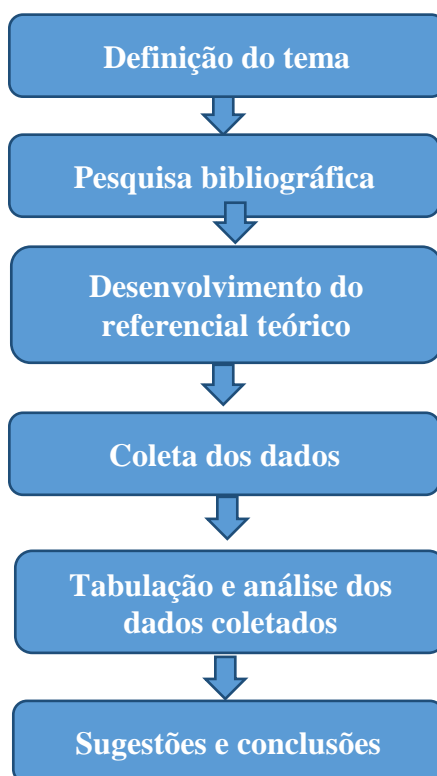 Definição do tema
Pesquisa bibliográfica
Desenvolvimento do
referencial teórico
Coleta dos dados
Tabulação e análise dos
dados coletados
Sugestões e conclusões